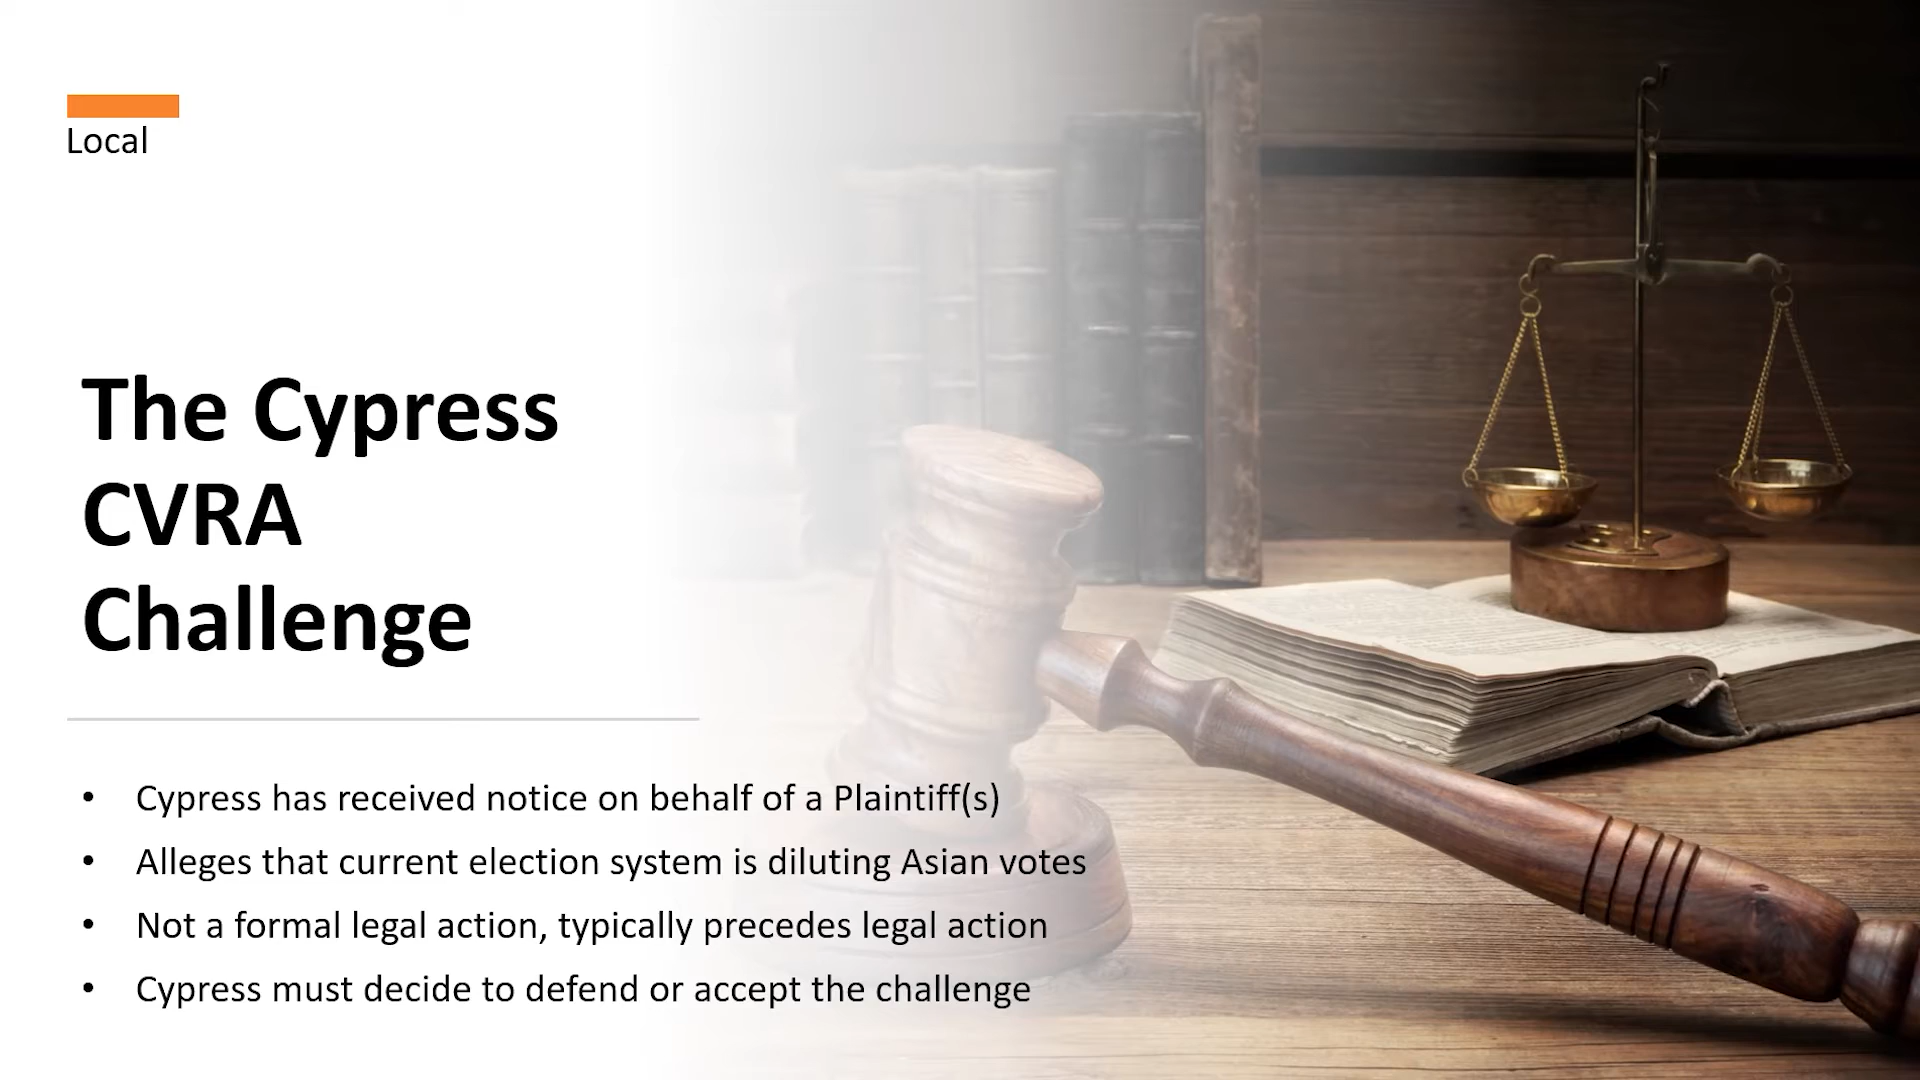 Local
The Cypress
CVRA
Challenge
• Cypress has received notice on behalf of a Plaintiff(s)
• Alleges that current election system is diluting Asian votes
• Not a formal legal action, typically precedes legal action
• Cypress must decide to defend or accept the challenge